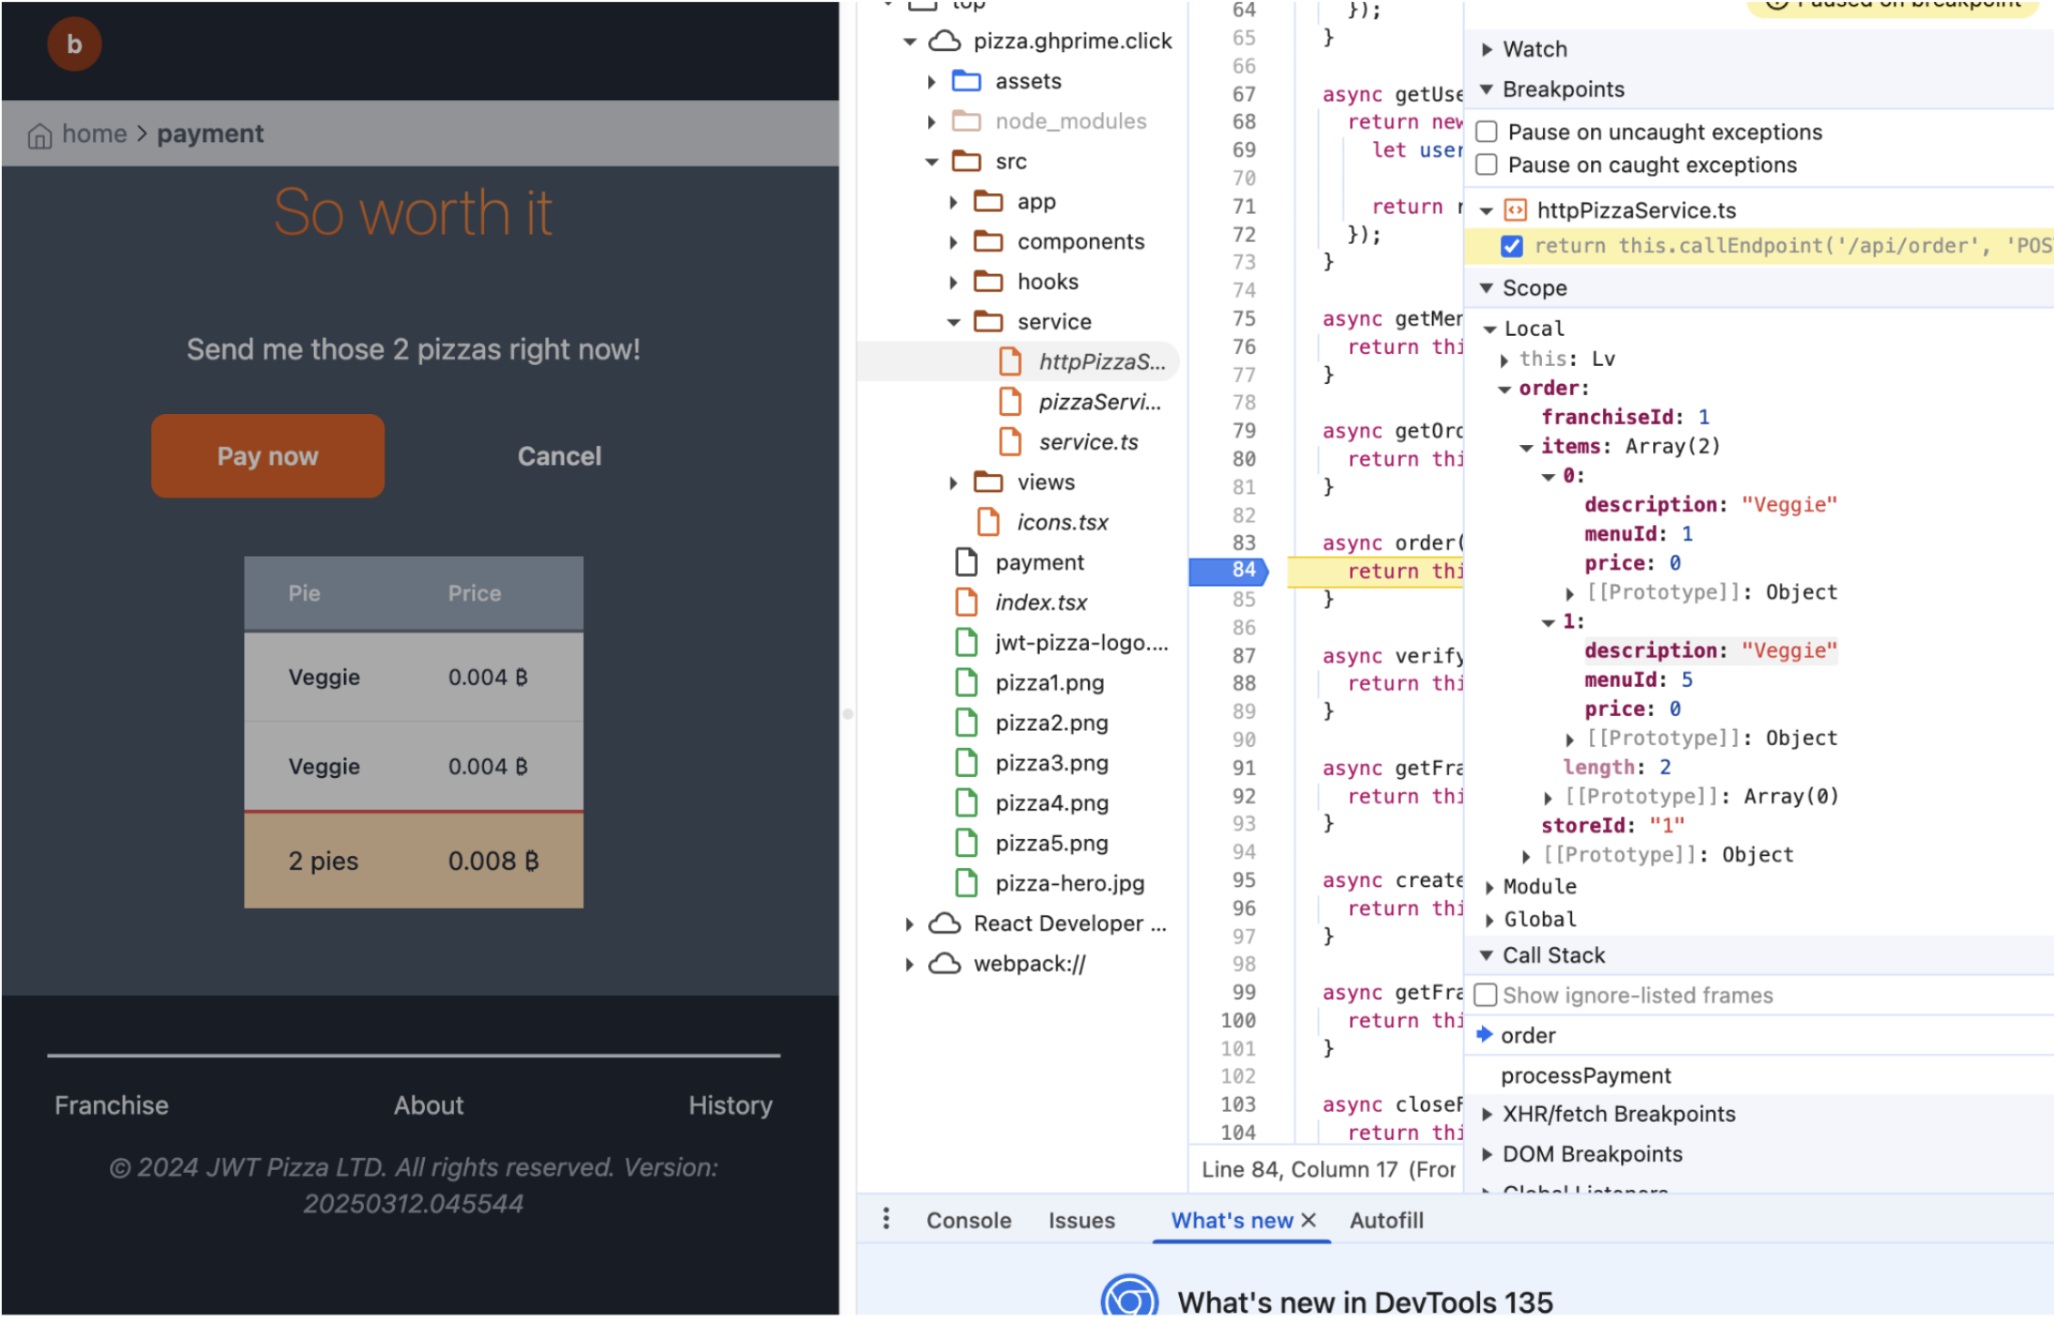 b
home > payment
So worth it
Send me those 2 pizzas right now!
Pay now Cancel
Pie Price
Veggie 0.004 ₿
Veggie 0.004 ₿
2 pies 0.008 ₿
Franchise About History
© 2024 JWT Pizza LTD. All rights reserved. Version:
20250312.045544
top
pizza.ghprime.click
assets
node_modules
src
app
components
hooks
service
httpPizzaS...
pizzaServi...
service.ts
views
icons.tsx
payment
index.tsx
jwt-pizza-logo....
pizza1.png
pizza2.png
pizza3.png
pizza4.png
pizza5.png
pizza-hero.jpg
React Developer ...
webpack://
64 });
65 }
66
67 async getUse
68 return new
69 let user
70
71 return r
72 });
73 }
74
75 async getMen
76 return thi
77 }
78
79 async getOrd
80 return thi
81 }
82
83 async order(
84 return thi
85 }
86
87 async verify
88 return thi
89 }
90
91 async getFra
92 return thi
93 }
94
95 async create
96 return thi
97 }
98
99 async getFra
100 return thi
101 }
102
103 async closeF
104 return thi
Line 84, Column 17 (Fror
Paused on breakpoint
Watch
Breakpoints
Pause on uncaught exceptions
Pause on caught exceptions
httpPizzaService.ts
return this.callEndpoint('/api/order', 'POS
Scope
Local
this: Lv
order:
franchiseId: 1
items: Array(2)
0:
description: "Veggie"
menuId: 1
price: 0
[[Prototype]]: Object
1:
description: "Veggie"
menuId: 5
price: 0
[[Prototype]]: Object
length: 2
[[Prototype]]: Array(0)
storeId: "1"
[[Prototype]]: Object
Module
Global
Call Stack
Show ignore-listed frames
order
processPayment
XHR/fetch Breakpoints
DOM Breakpoints
Global Listeners
Console Issues What's new × Autofill
What's new in DevTools 135